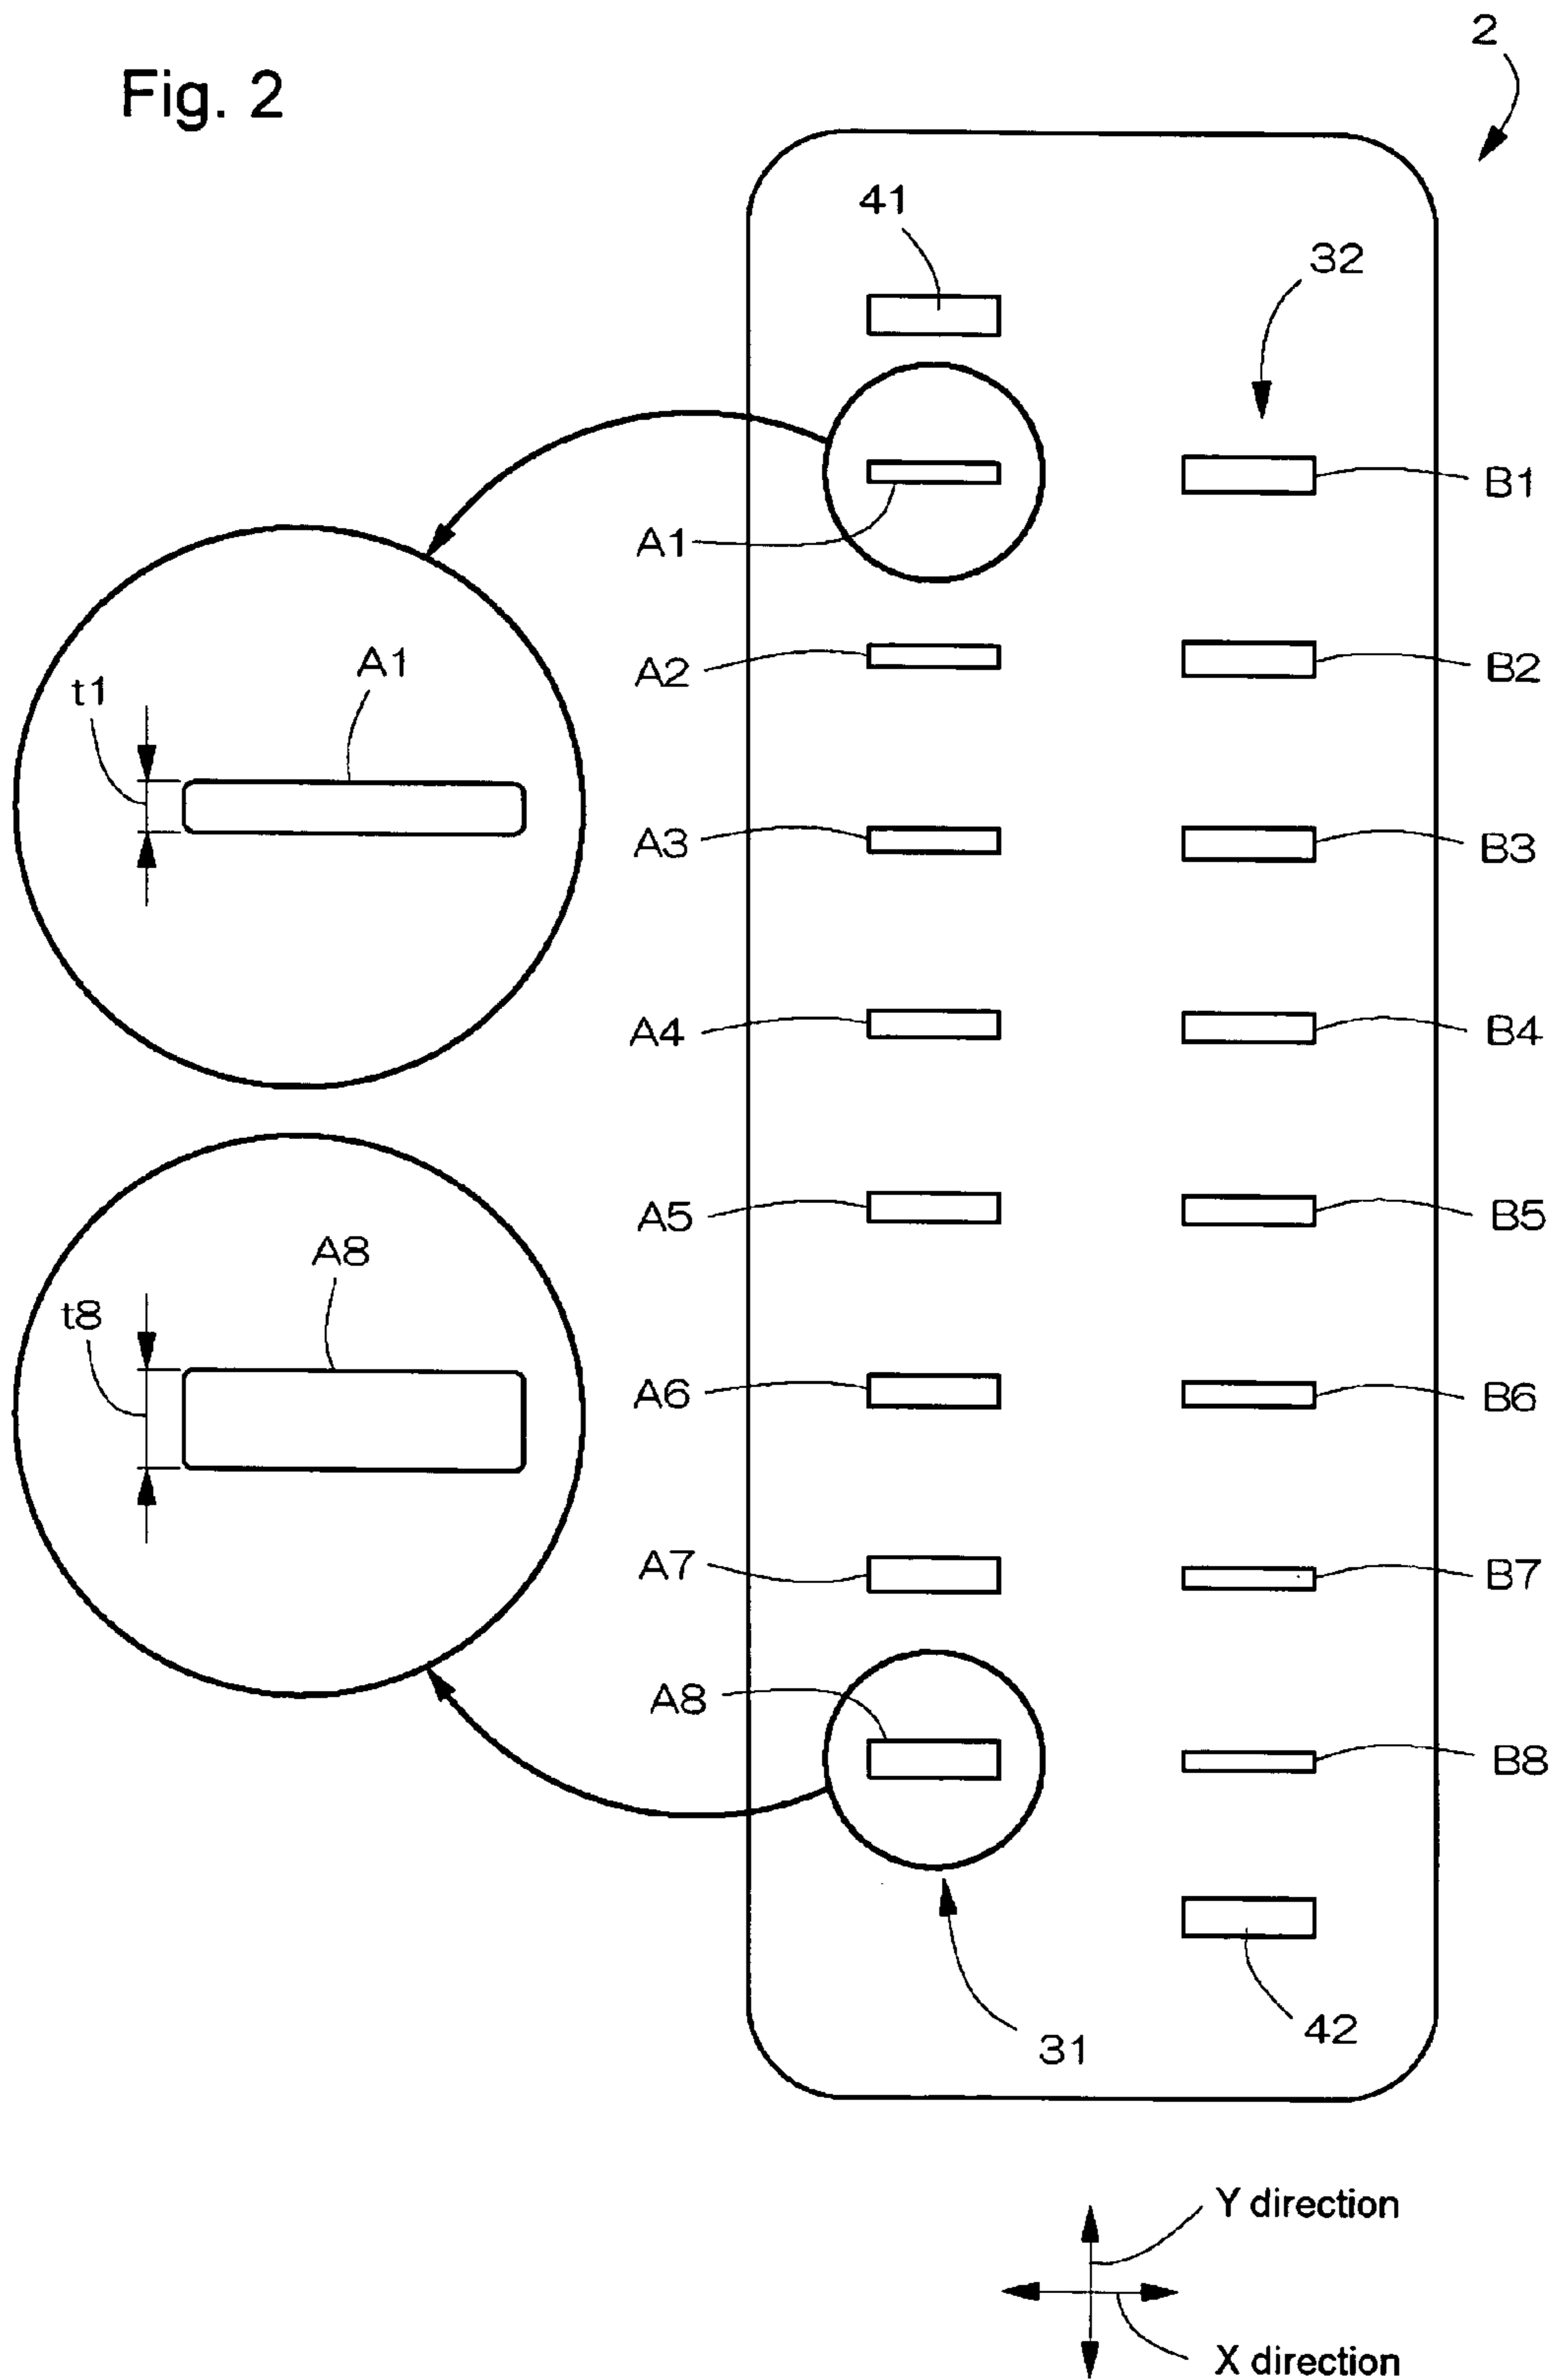 2
Fig. 2
41
32
B1
A1
A2
B2
t1
A1
A3
B3
A4
B4
A5
B5
A8
t8
A6
B6
A7
B7
A8
B8
31
42
Y direction
X direction